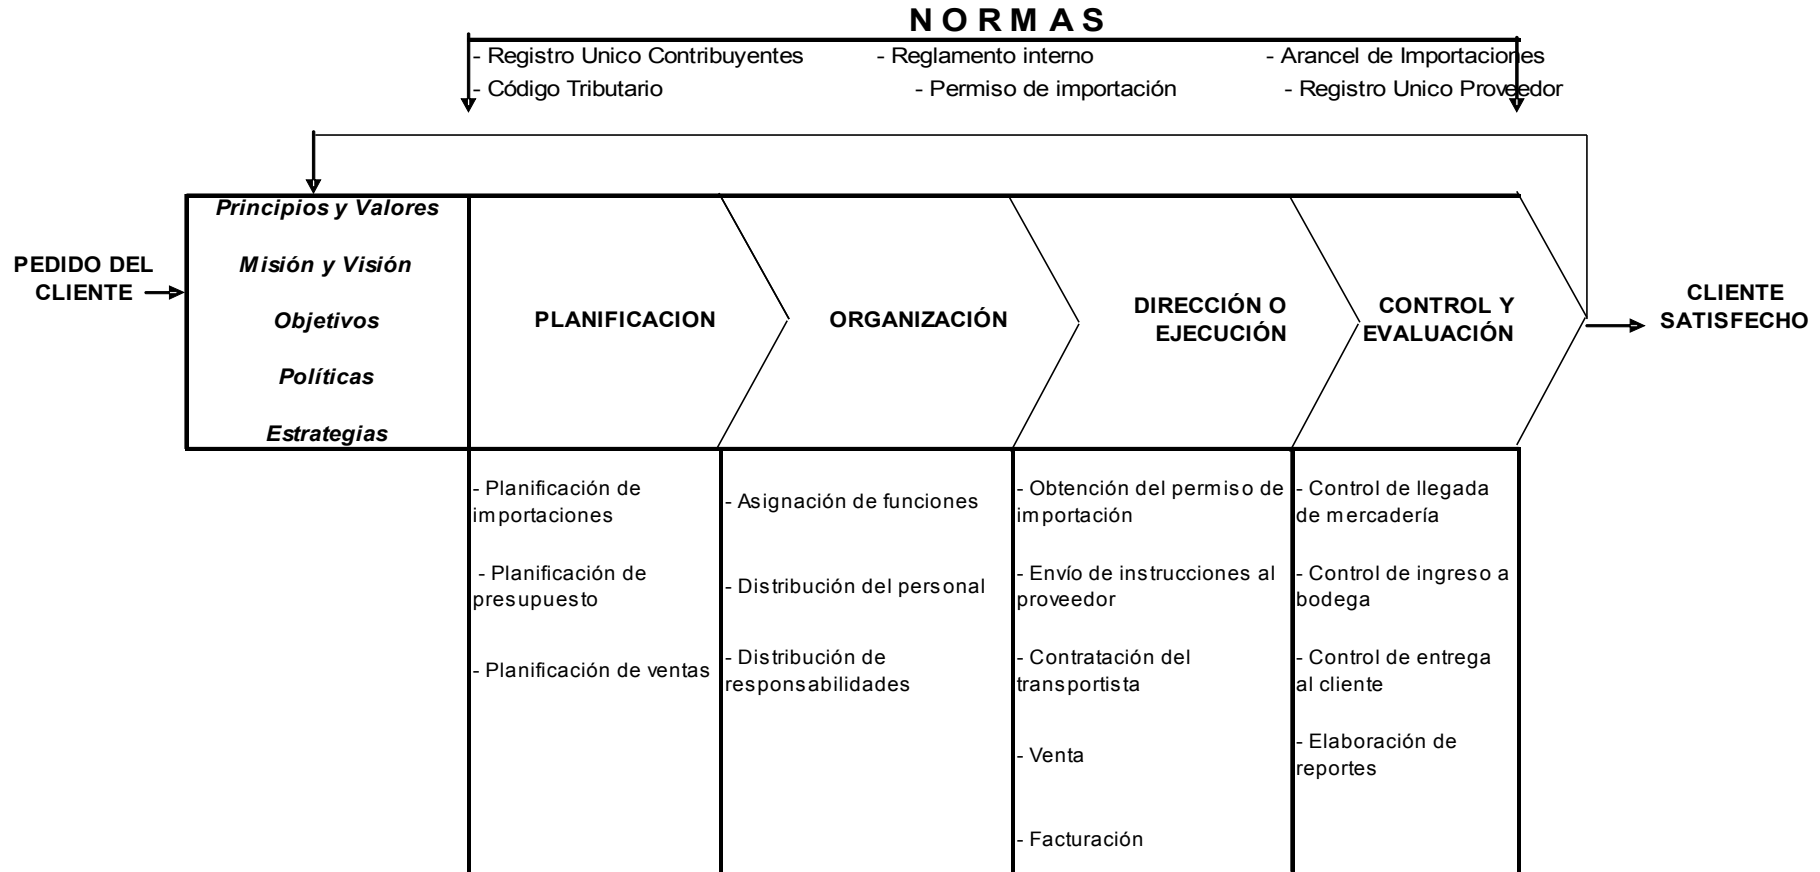 N O R M A S
- Registro Unico Contribuyentes - Reglamento interno - Arancel de Importaciones
- Código Tributario - Permiso de importación - Registro Unico Proveedor
PEDIDO DEL
CLIENTE
Principios y Valores
Misión y Visión
Objetivos
Políticas
Estrategias
PLANIFICACION
ORGANIZACIÓN
DIRECCIÓN O
EJECUCIÓN
CONTROL Y
EVALUACIÓN
CLIENTE
SATISFECHO
- Planificación de
importaciones
- Planificación de
presupuesto
- Planificación de ventas
- Asignación de funciones
- Distribución del personal
- Distribución de
responsabilidades
- Obtención del permiso de
importación
- Envío de instrucciones al
proveedor
- Contratación del
transportista
- Venta
- Facturación
- Control de llegada
de mercadería
- Control de ingreso a
bodega
- Control de entrega
al cliente
- Elaboración de
reportes